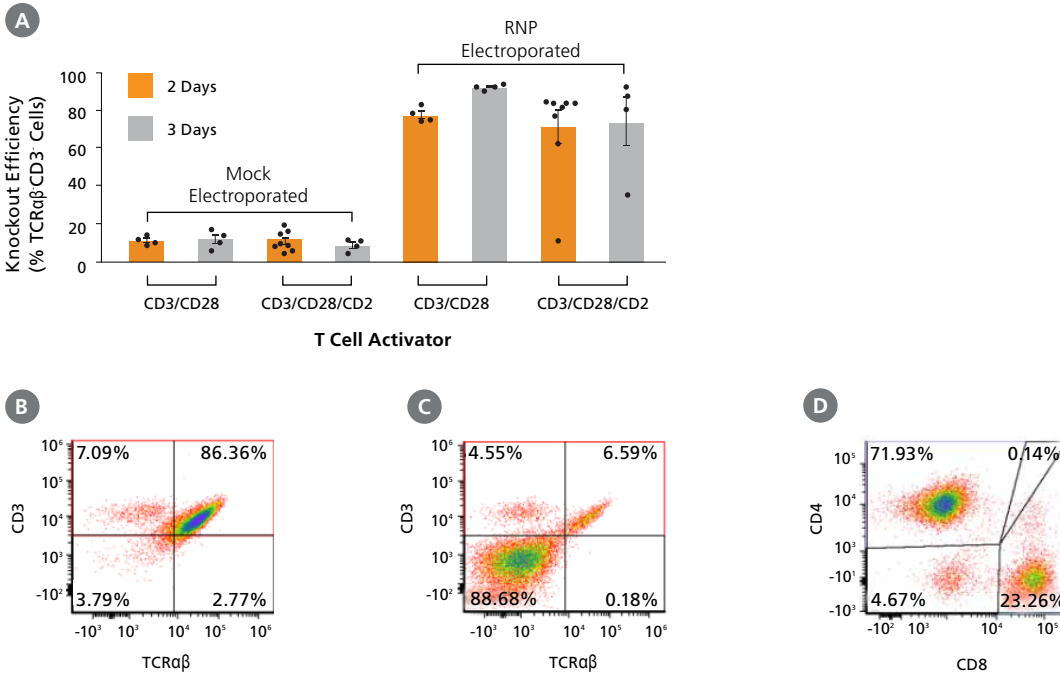 A
RNP
Electroporated
Knockout Efficiency
(% TCRαβ⁻CD3⁻ Cells)
100
80
60
40
20
0
2 Days
3 Days
Mock
Electroporated
CD3/CD28
CD3/CD28/CD2
CD3/CD28
CD3/CD28/CD2
T Cell Activator
B
CD3
10⁶
10⁵
10⁴
10³
-10²
7.09%
86.36%
3.79%
2.77%
-10³
10³
10⁴
10⁵
10⁶
TCRαβ
C
CD3
10⁶
10⁵
10⁴
10³
-10²
4.55%
6.59%
88.68%
0.18%
-10³
10³
10⁴
10⁵
10⁶
TCRαβ
D
CD4
10⁵
10⁴
10³
-10¹
-10³
71.93%
0.14%
4.67%
23.26%
-10²
10³
10⁴
10⁵
CD8